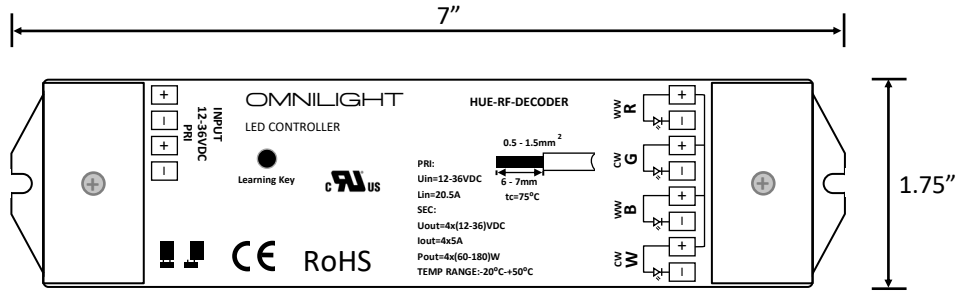 7”
OMNILIGHT
LED CONTROLLER
Learning Key
INPUT
12-36VDC
PRI
+
−
+
−
C RU US
CE
RoHS
HUE-RF-DECODER
0.5 - 1.5mm²
6 - 7mm
tc=75°C
PRI:
Uin=12-36VDC
Lin=20.5A
SEC:
Uout=4x(12-36)VDC
Iout=4x5A
Pout=4x(60-180)W
TEMP RANGE:-20°C-+50°C
WW R
+
−
CW G
+
−
WW B
+
−
CW W
+
−
1.75”